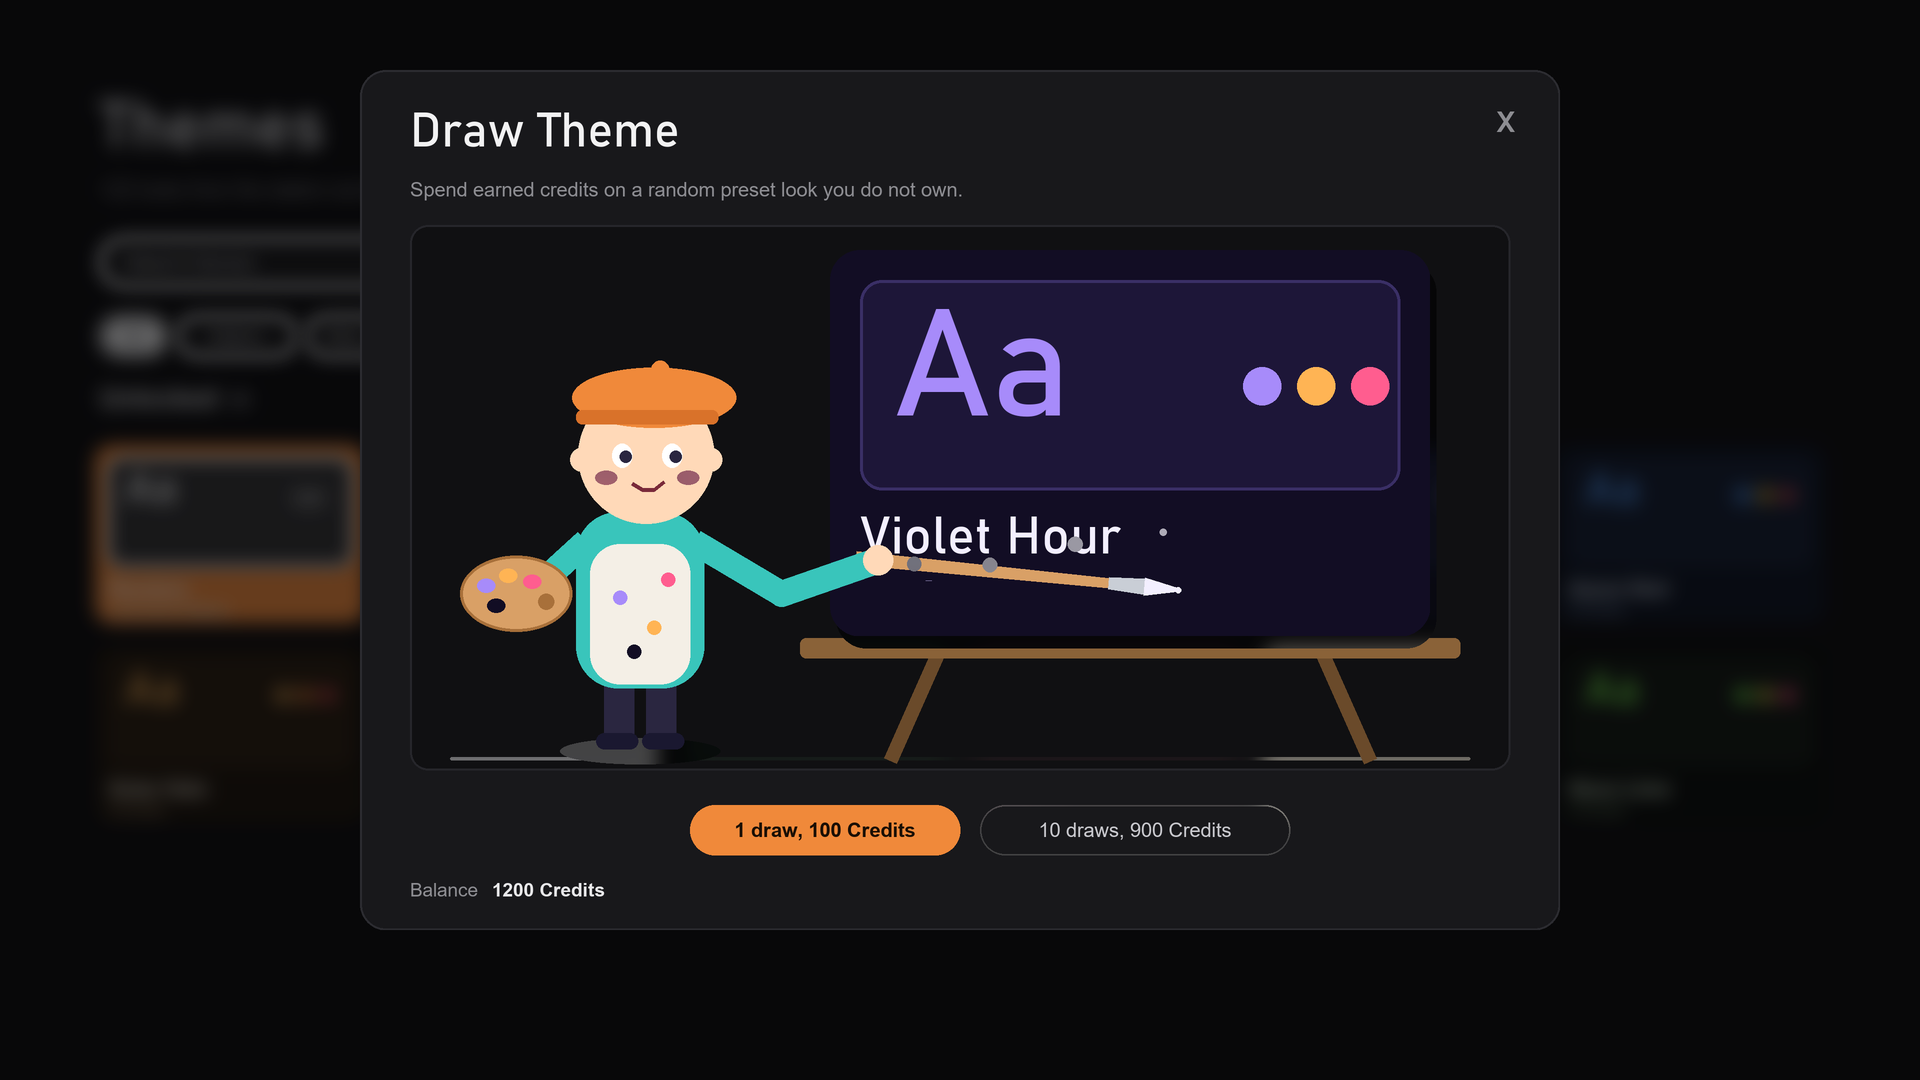 Themes
Draw Theme
X
Spend earned credits on a random preset look you do not own.
Aa
Violet Hour
1 draw, 100 Credits
10 draws, 900 Credits
Balance 1200 Credits